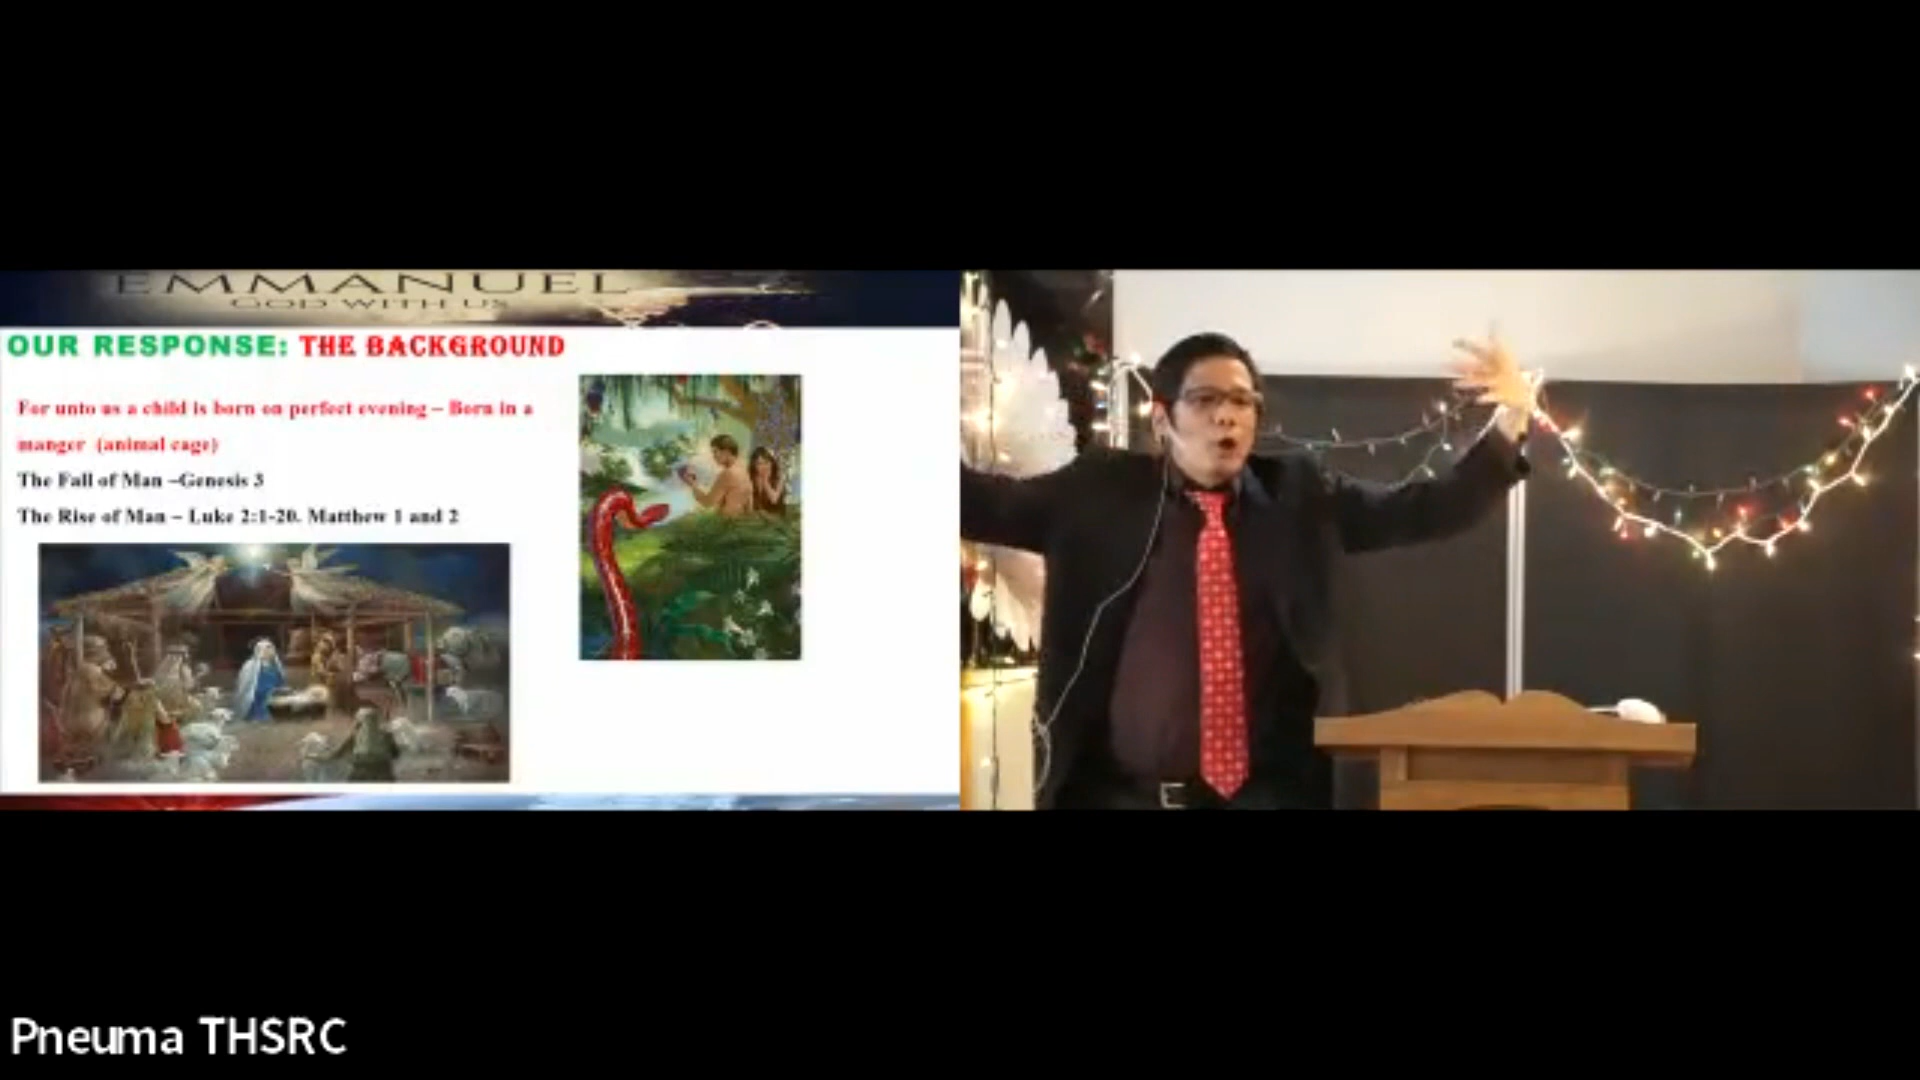 EMMANUEL
GOD WITH US
OUR RESPONSE: THE BACKGROUND
For unto us a child is born on perfect evening – Born in a
manger (animal cage)
The Fall of Man –Genesis 3
The Rise of Man – Luke 2:1-20. Matthew 1 and 2
Pneuma THSRC